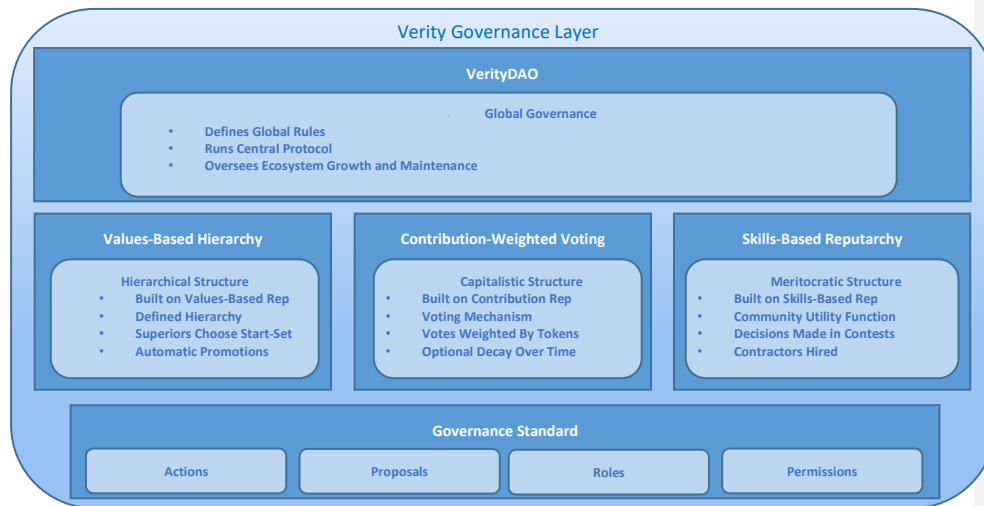 Verity Governance Layer
VerityDAO
Global Governance
• Defines Global Rules
• Runs Central Protocol
• Oversees Ecosystem Growth and Maintenance
Values-Based Hierarchy
Hierarchical Structure
• Built on Values-Based Rep
• Defined Hierarchy
• Superiors Choose Start-Set
• Automatic Promotions
Contribution-Weighted Voting
Capitalistic Structure
• Built on Contribution Rep
• Voting Mechanism
• Votes Weighted By Tokens
• Optional Decay Over Time
Skills-Based Reputarchy
Meritocratic Structure
• Built on Skills-Based Rep
• Community Utility Function
• Decisions Made in Contests
• Contractors Hired
Governance Standard
Actions
Proposals
Roles
Permissions